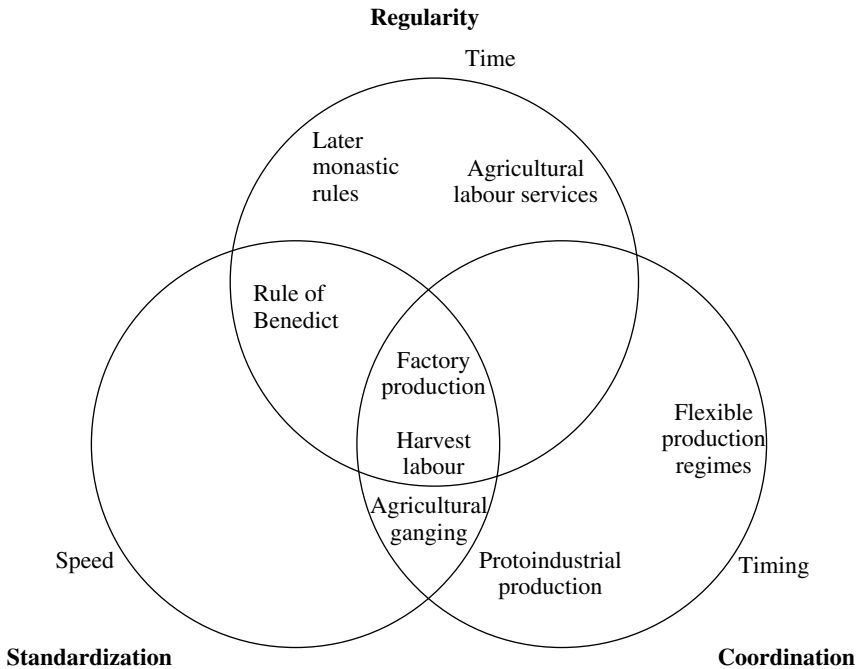 Regularity
Time
Later
monastic
rules
Agricultural
labour services
Rule of
Benedict
Factory
production
Flexible
production
regimes
Harvest
labour
Agricultural
ganging
Speed
Protoindustrial
production
Timing
Standardization
Coordination